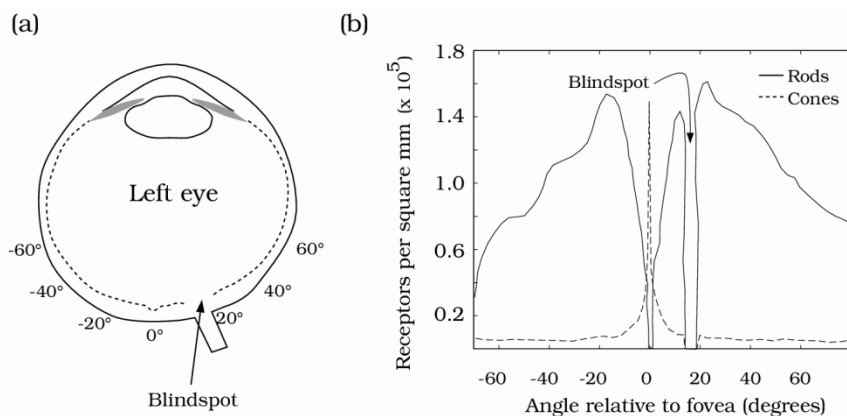 (a)
Left eye
-60°
-40°
-20°
0°
20°
40°
60°
Blindspot
(b)
Receptors per square mm (x 10⁵)
1.8
1.4
1.0
0.6
0.2
Blindspot
Rods
Cones
-60 -40 -20 0 20 40 60
Angle relative to fovea (degrees)